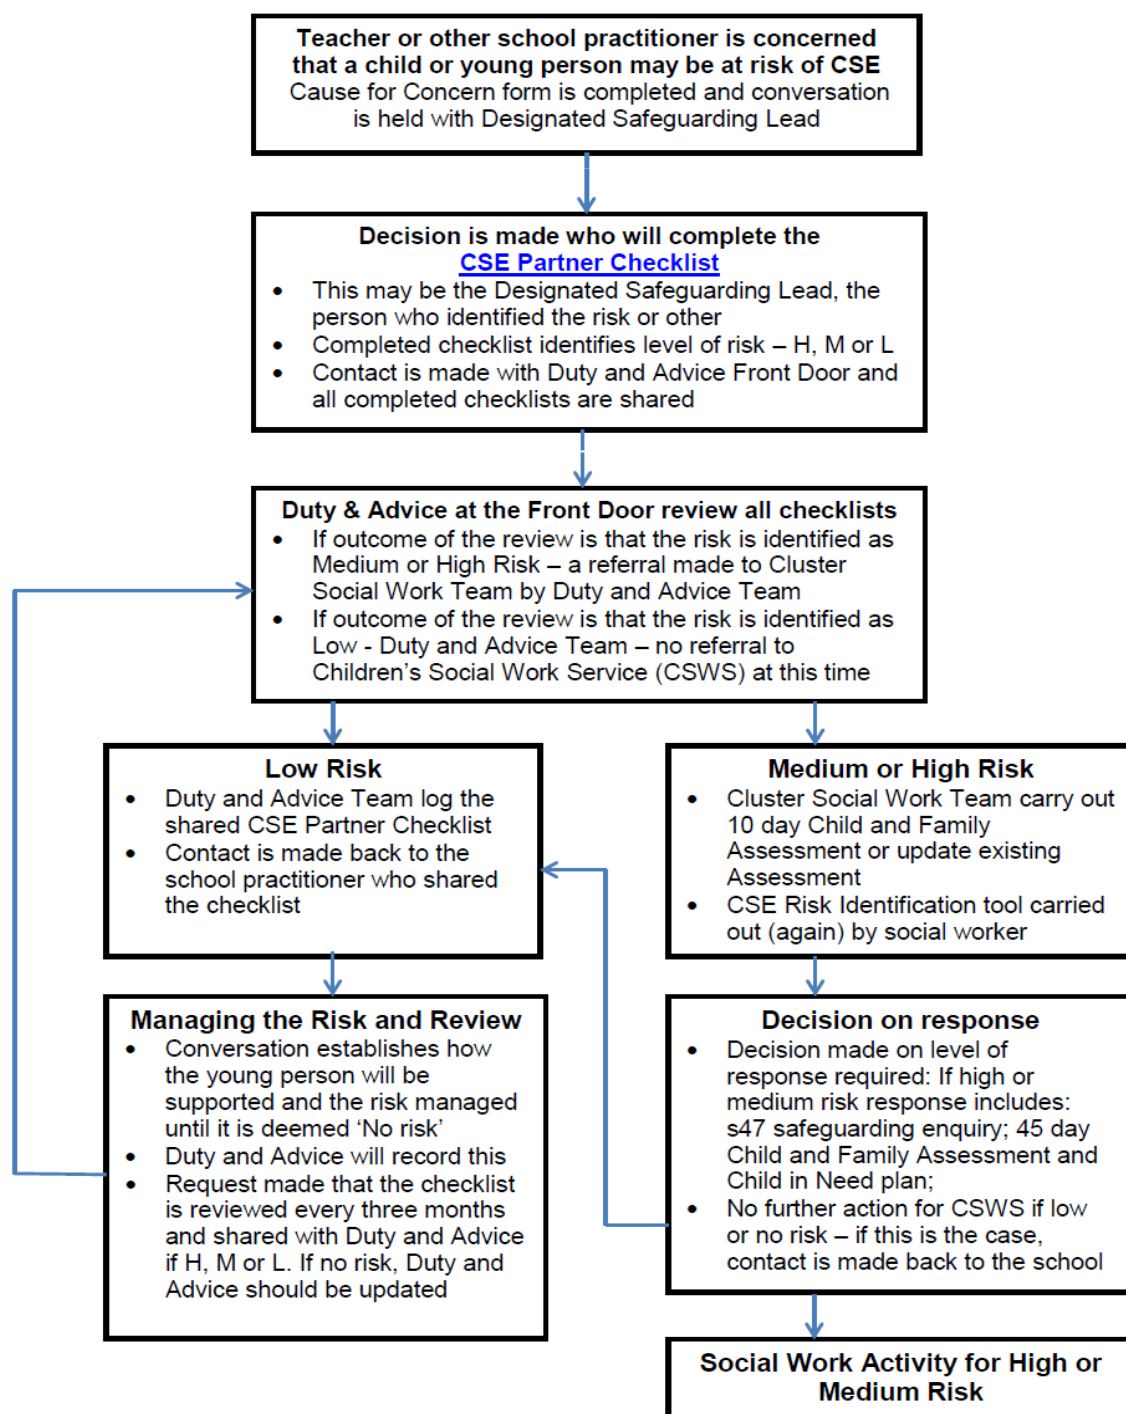 Teacher or other school practitioner is concerned
that a child or young person may be at risk of CSE
Cause for Concern form is completed and conversation
is held with Designated Safeguarding Lead
Decision is made who will complete the
CSE Partner Checklist
• This may be the Designated Safeguarding Lead, the
person who identified the risk or other
• Completed checklist identifies level of risk – H, M or L
• Contact is made with Duty and Advice Front Door and
all completed checklists are shared
Duty & Advice at the Front Door review all checklists
• If outcome of the review is that the risk is identified as
Medium or High Risk – a referral made to Cluster
Social Work Team by Duty and Advice Team
• If outcome of the review is that the risk is identified as
Low - Duty and Advice Team – no referral to
Children's Social Work Service (CSWS) at this time
Low Risk
• Duty and Advice Team log the
shared CSE Partner Checklist
• Contact is made back to the
school practitioner who shared
the checklist
Medium or High Risk
• Cluster Social Work Team carry out
10 day Child and Family
Assessment or update existing
Assessment
• CSE Risk Identification tool carried
out (again) by social worker
Managing the Risk and Review
• Conversation establishes how
the young person will be
supported and the risk managed
until it is deemed 'No risk'
• Duty and Advice will record this
• Request made that the checklist
is reviewed every three months
and shared with Duty and Advice
if H, M or L. If no risk, Duty and
Advice should be updated
Decision on response
• Decision made on level of
response required: If high or
medium risk response includes:
s47 safeguarding enquiry; 45 day
Child and Family Assessment and
Child in Need plan;
• No further action for CSWS if low
or no risk – if this is the case,
contact is made back to the school
Social Work Activity for High or
Medium Risk